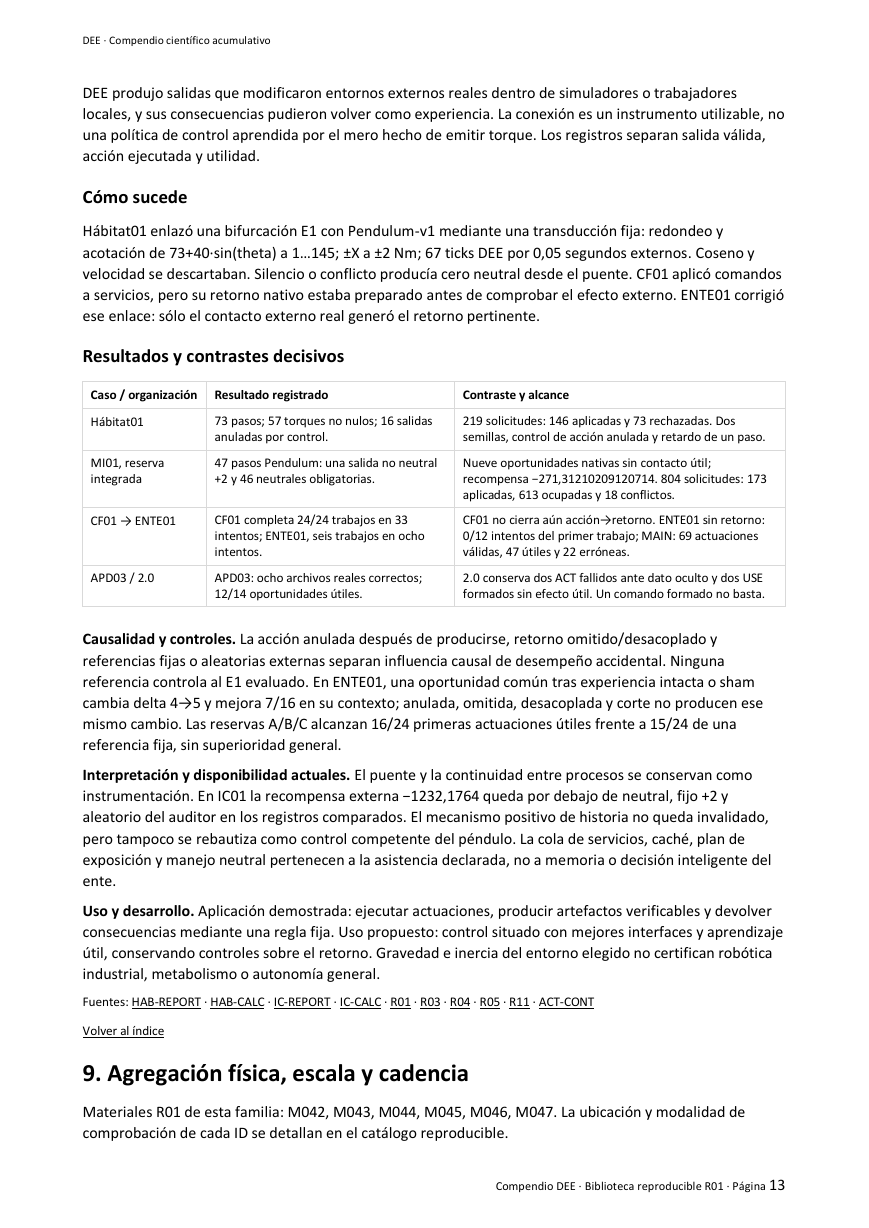 DEE · Compendio científico acumulativo
DEE produjo salidas que modificaron entornos externos reales dentro de simuladores o trabajadores
locales, y sus consecuencias pudieron volver como experiencia. La conexión es un instrumento utilizable, no
una política de control aprendida por el mero hecho de emitir torque. Los registros separan salida válida,
acción ejecutada y utilidad.
Cómo sucede
Hábitat01 enlazó una bifurcación E1 con Pendulum-v1 mediante una transducción fija: redondeo y
acotación de 73+40·sin(theta) a 1…145; ±X a ±2 Nm; 67 ticks DEE por 0,05 segundos externos. Coseno y
velocidad se descartaban. Silencio o conflicto producía cero neutral desde el puente. CF01 aplicó comandos
a servicios, pero su retorno nativo estaba preparado antes de comprobar el efecto externo. ENTE01 corrigió
ese enlace: sólo el contacto externo real generó el retorno pertinente.
Resultados y contrastes decisivos
Caso / organización Resultado registrado Contraste y alcance
Hábitat01 73 pasos; 57 torques no nulos; 16 salidas 219 solicitudes: 146 aplicadas y 73 rechazadas. Dos
anuladas por control. semillas, control de acción anulada y retardo de un paso.
MI01, reserva 47 pasos Pendulum: una salida no neutral Nueve oportunidades nativas sin contacto útil;
integrada +2 y 46 neutrales obligatorias. recompensa −271,31210209120714. 804 solicitudes: 173
aplicadas, 613 ocupadas y 18 conflictos.
CF01 → ENTE01 CF01 completa 24/24 trabajos en 33 CF01 no cierra aún acción→retorno. ENTE01 sin retorno:
intentos; ENTE01, seis trabajos en ocho 0/12 intentos del primer trabajo; MAIN: 69 actuaciones
intentos. válidas, 47 útiles y 22 erróneas.
APD03 / 2.0 APD03: ocho archivos reales correctos; 2.0 conserva dos ACT fallidos ante dato oculto y dos USE
12/14 oportunidades útiles. formados sin efecto útil. Un comando formado no basta.
Causalidad y controles. La acción anulada después de producirse, retorno omitido/desacoplado y
referencias fijas o aleatorias externas separan influencia causal de desempeño accidental. Ninguna
referencia controla al E1 evaluado. En ENTE01, una oportunidad común tras experiencia intacta o sham
cambia delta 4→5 y mejora 7/16 en su contexto; anulada, omitida, desacoplada y corte no producen ese
mismo cambio. Las reservas A/B/C alcanzan 16/24 primeras actuaciones útiles frente a 15/24 de una
referencia fija, sin superioridad general.
Interpretación y disponibilidad actuales. El puente y la continuidad entre procesos se conservan como
instrumentación. En IC01 la recompensa externa −1232,1764 queda por debajo de neutral, fijo +2 y
aleatorio del auditor en los registros comparados. El mecanismo positivo de historia no queda invalidado,
pero tampoco se rebautiza como control competente del péndulo. La cola de servicios, caché, plan de
exposición y manejo neutral pertenecen a la asistencia declarada, no a memoria o decisión inteligente del
ente.
Uso y desarrollo. Aplicación demostrada: ejecutar actuaciones, producir artefactos verificables y devolver
consecuencias mediante una regla fija. Uso propuesto: control situado con mejores interfaces y aprendizaje
útil, conservando controles sobre el retorno. Gravedad e inercia del entorno elegido no certifican robótica
industrial, metabolismo o autonomía general.
Fuentes: HAB-REPORT · HAB-CALC · IC-REPORT · IC-CALC · R01 · R03 · R04 · R05 · R11 · ACT-CONT
Volver al índice
9. Agregación física, escala y cadencia
Materiales R01 de esta familia: M042, M043, M044, M045, M046, M047. La ubicación y modalidad de
comprobación de cada ID se detallan en el catálogo reproducible.
Compendio DEE · Biblioteca reproducible R01 · Página 13